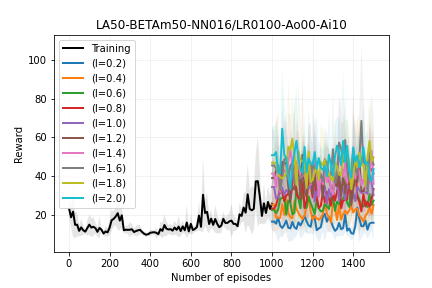 LA50-BETAm50-NN016/LR0100-Ao00-Ai10
Reward
100
80
60
40
20
Training
(l=0.2)
(l=0.4)
(l=0.6)
(l=0.8)
(l=1.0)
(l=1.2)
(l=1.4)
(l=1.6)
(l=1.8)
(l=2.0)
0 200 400 600 800 1000 1200 1400
Number of episodes